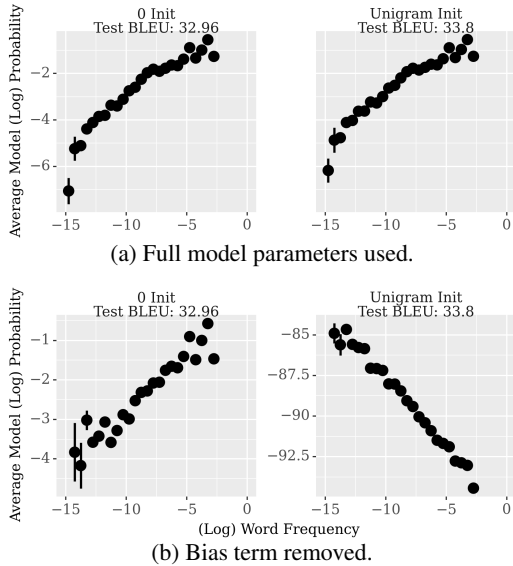 0 Init
Test BLEU: 32.96
Unigram Init
Test BLEU: 33.8
Average Model (Log) Probability
−2
−4
−6
−15 −10 −5 0
−15 −10 −5 0
(a) Full model parameters used.
0 Init
Test BLEU: 32.96
Unigram Init
Test BLEU: 33.8
Average Model (Log) Probability
−1
−2
−3
−4
−85
−87.5
−90
−92.5
−15 −10 −5 0
−15 −10 −5 0
(Log) Word Frequency
(b) Bias term removed.